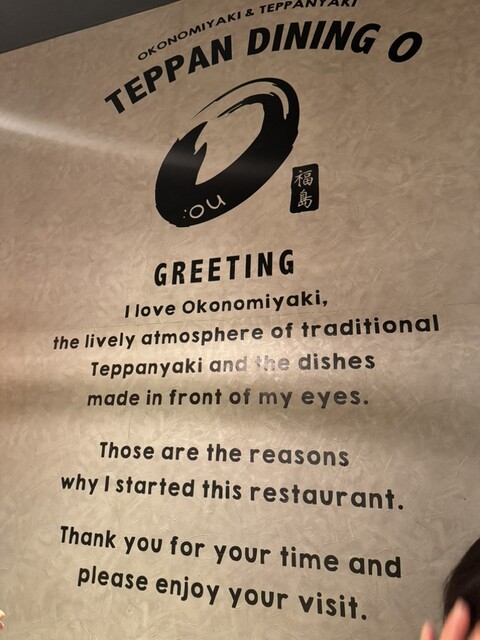 OKONOMIYAKI & TEPPANYAKI
TEPPAN DINING O
:ou
福島
GREETING
I love Okonomiyaki,
the lively atmosphere of traditional
Teppanyaki and the dishes
made in front of my eyes.
Those are the reasons
why I started this restaurant.
Thank you for your time and
please enjoy your visit.